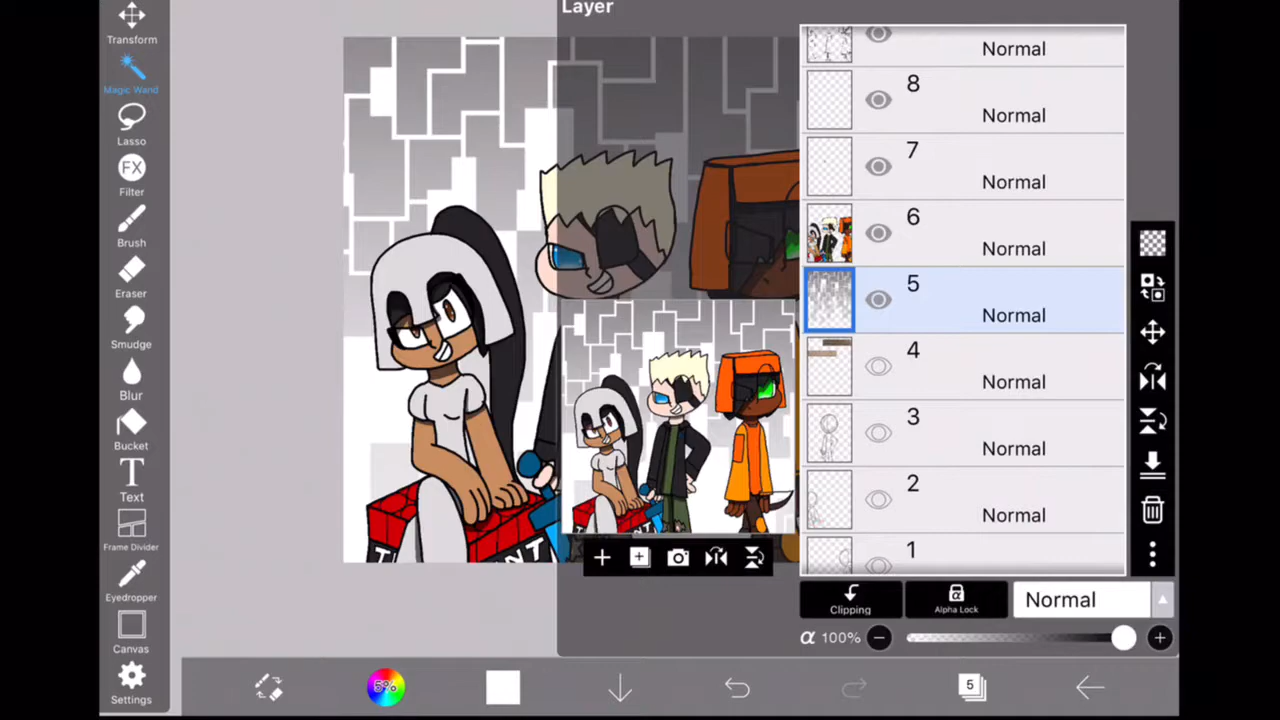 Layer
Transform
Magic Wand
Lasso
FX
Filter
Brush
Eraser
Smudge
Blur
Bucket
T
Text
Frame Divider
Eyedropper
Canvas
Settings
Normal
8
Normal
7
Normal
6
Normal
5
Normal
4
Normal
3
Normal
2
Normal
1
Clipping
Alpha Lock
Normal
α 100%
5